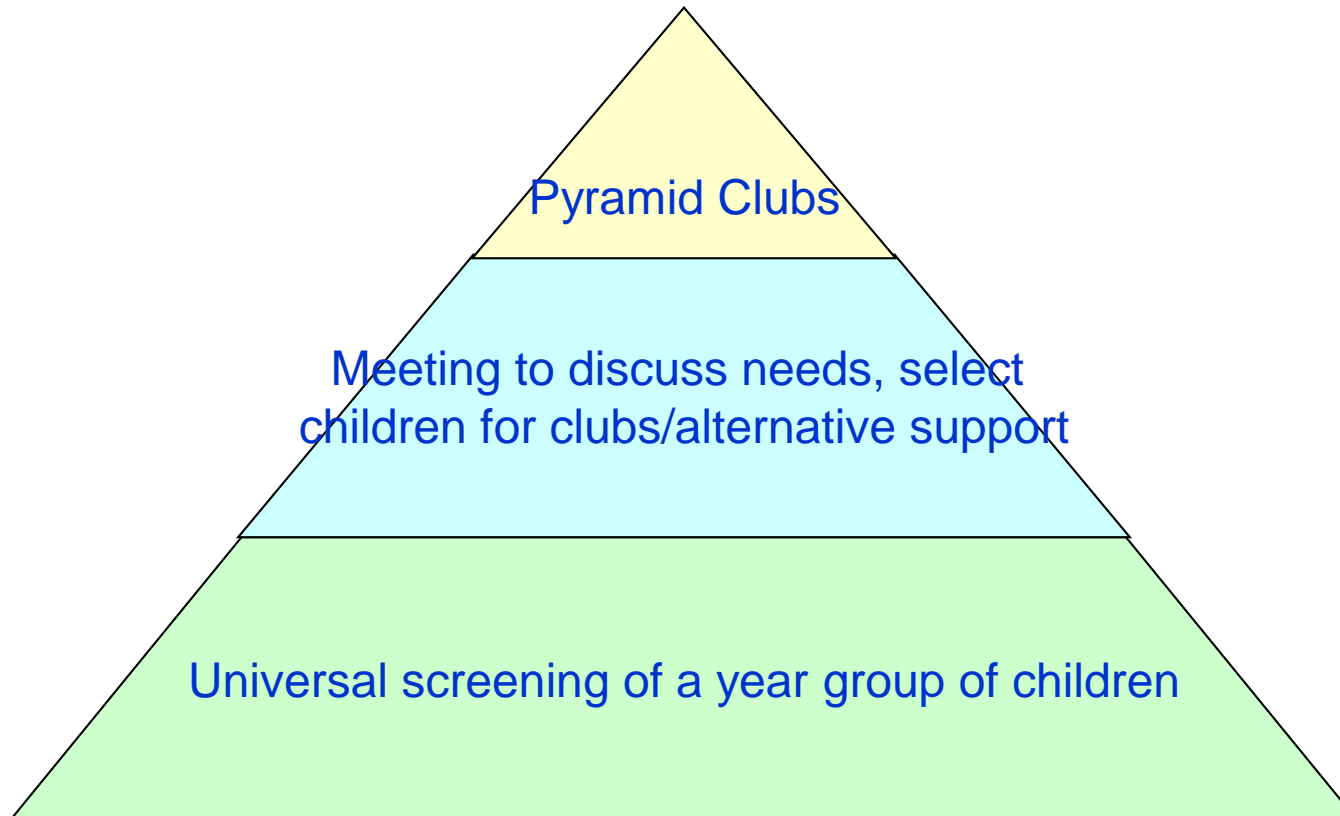 Pyramid Clubs
Meeting to discuss needs, select
children for clubs/alternative support
Universal screening of a year group of children